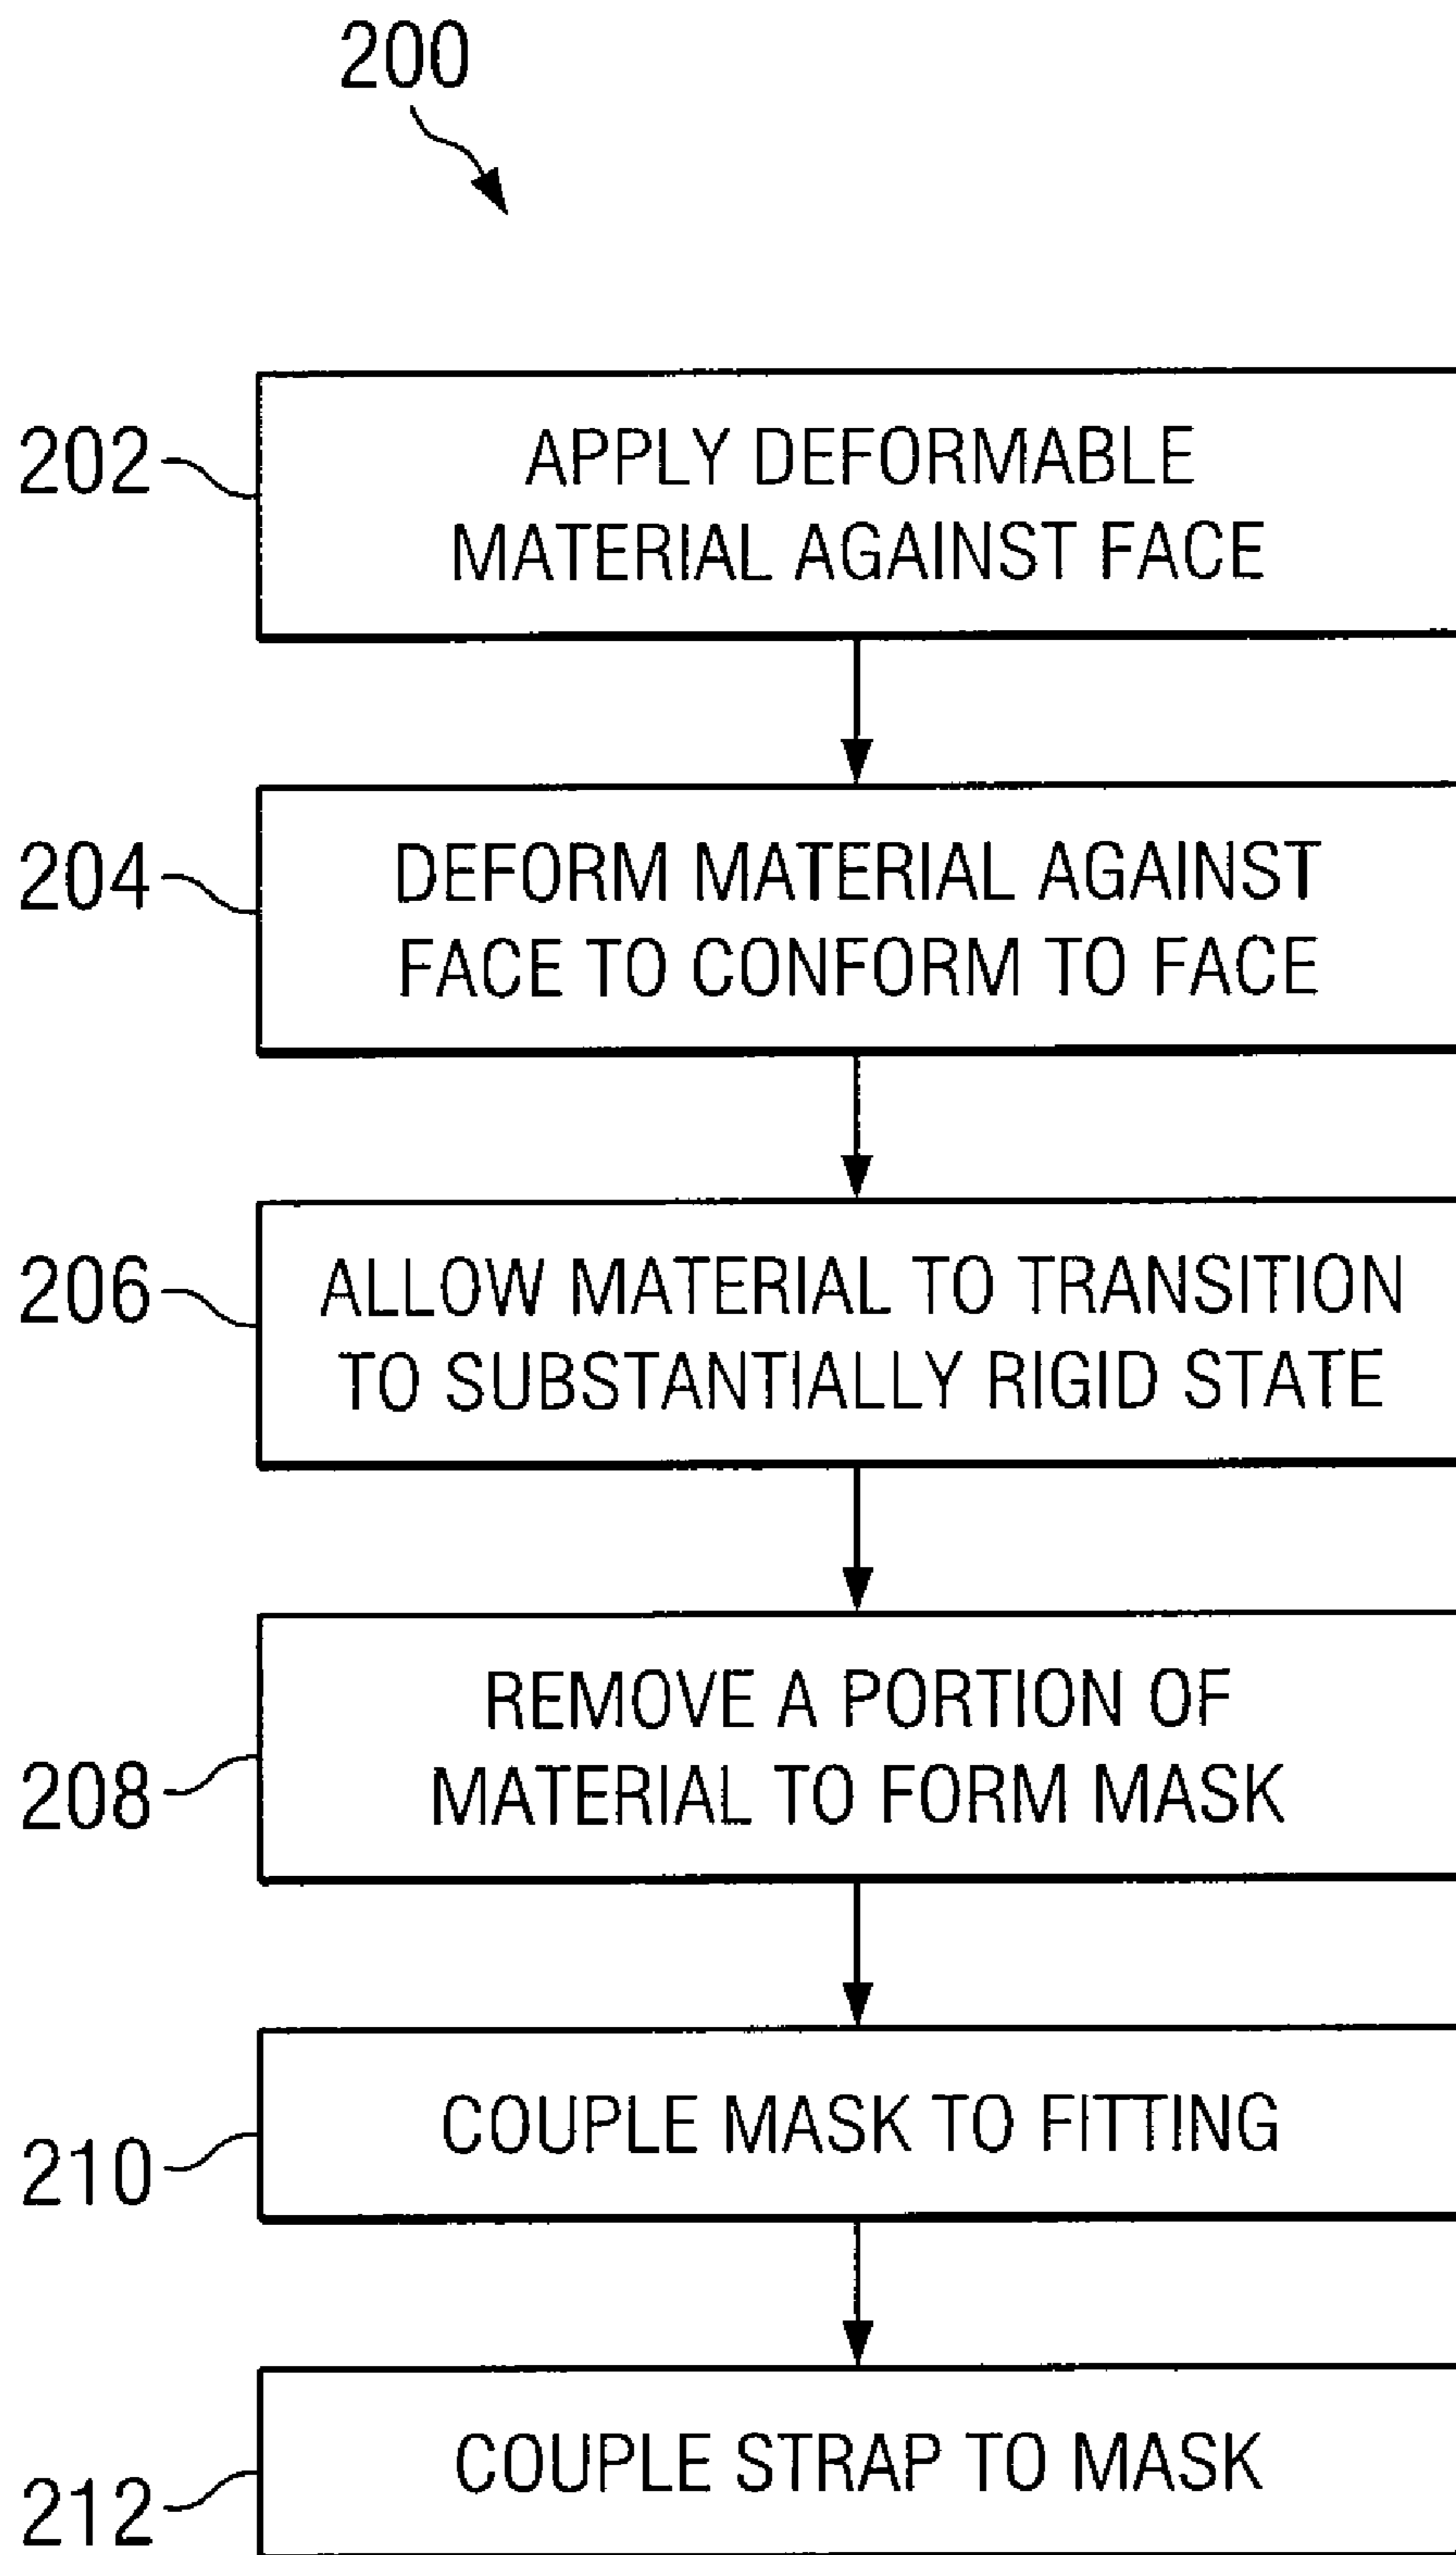 200
202
APPLY DEFORMABLE
MATERIAL AGAINST FACE
204
DEFORM MATERIAL AGAINST
FACE TO CONFORM TO FACE
206
ALLOW MATERIAL TO TRANSITION
TO SUBSTANTIALLY RIGID STATE
208
REMOVE A PORTION OF
MATERIAL TO FORM MASK
210
COUPLE MASK TO FITTING
212
COUPLE STRAP TO MASK